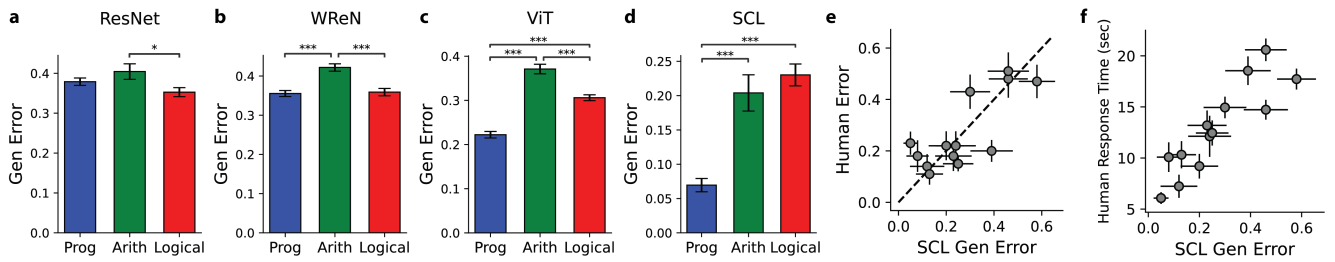 a
ResNet
Gen Error
0.4
0.3
0.2
0.1
0.0
*
Prog Arith Logical
b
WReN
Gen Error
0.4
0.3
0.2
0.1
0.0
*** ***
Prog Arith Logical
c
ViT
Gen Error
0.4
0.3
0.2
0.1
0.0
***
*** ***
Prog Arith Logical
d
SCL
Gen Error
0.25
0.20
0.15
0.10
0.05
0.00
***
***
Prog Arith Logical
e
Human Error
0.6
0.4
0.2
0.0
0.0 0.2 0.4 0.6
SCL Gen Error
f
Human Response Time (sec)
20
15
10
5
0.0 0.2 0.4 0.6
SCL Gen Error